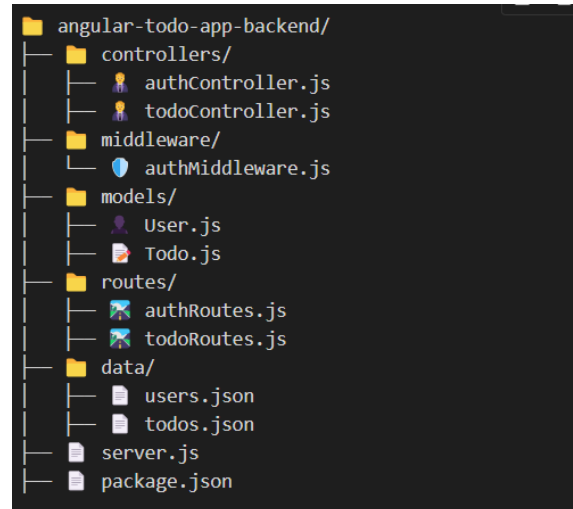 angular-todo-app-backend/
├── controllers/
│   ├── authController.js
│   ├── todoController.js
├── middleware/
│   └── authMiddleware.js
├── models/
│   ├── User.js
│   ├── Todo.js
├── routes/
│   ├── authRoutes.js
│   ├── todoRoutes.js
├── data/
│   ├── users.json
│   ├── todos.json
├── server.js
├── package.json